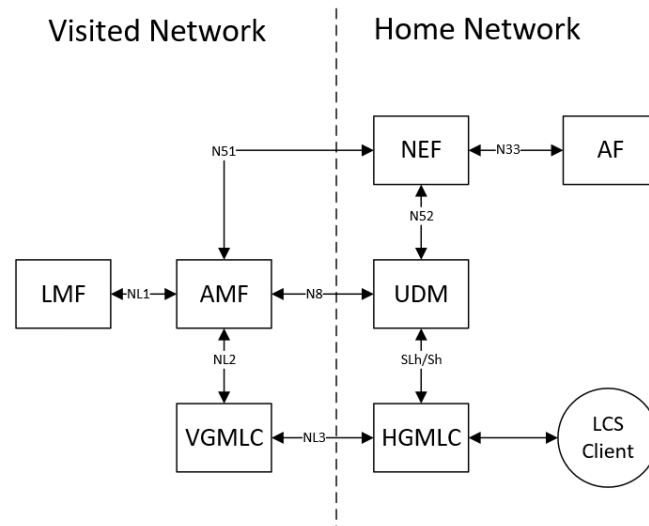 Visited Network
Home Network
N51
NEF
N33
AF
N52
LMF
NL1
AMF
N8
UDM
NL2
SLh/Sh
VGMLC
NL3
HGMLC
LCS
Client